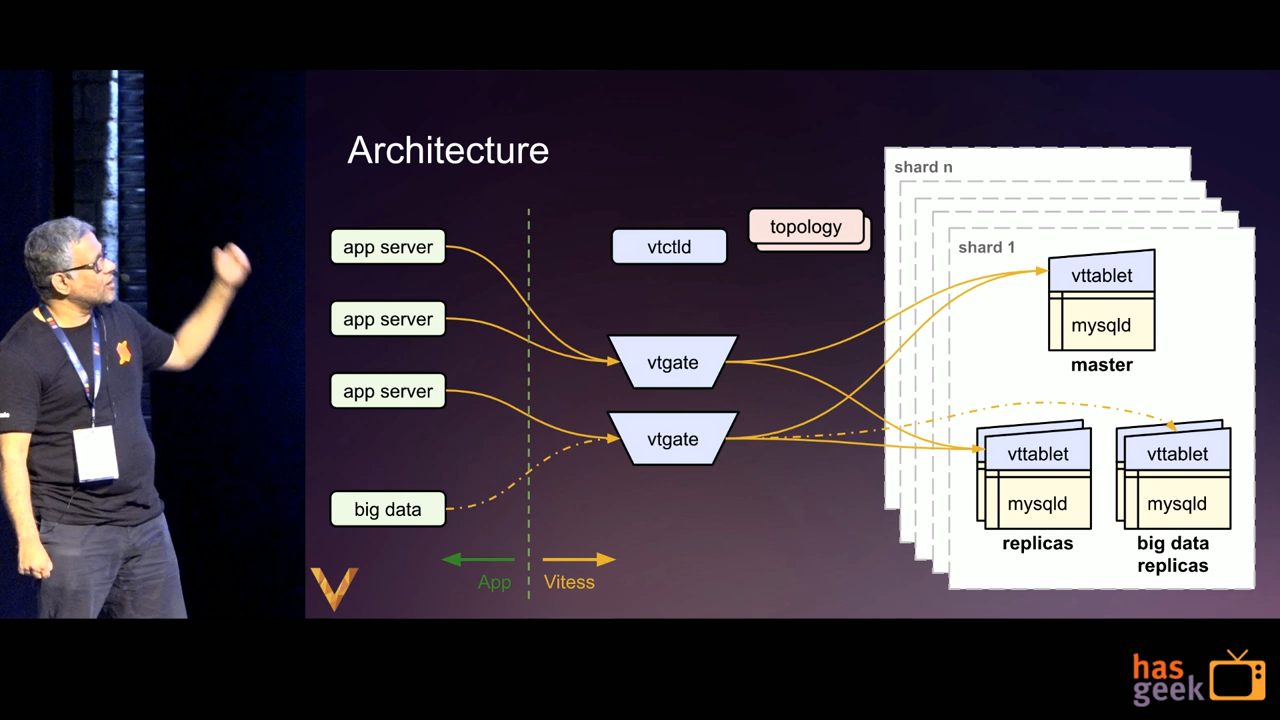 Architecture
app server
app server
app server
big data
vtctld
topology
vtgate
vtgate
App
Vitess
shard n
shard 1
vttablet
mysqld
master
vttablet
mysqld
replicas
vttablet
mysqld
big data
replicas
has
geek